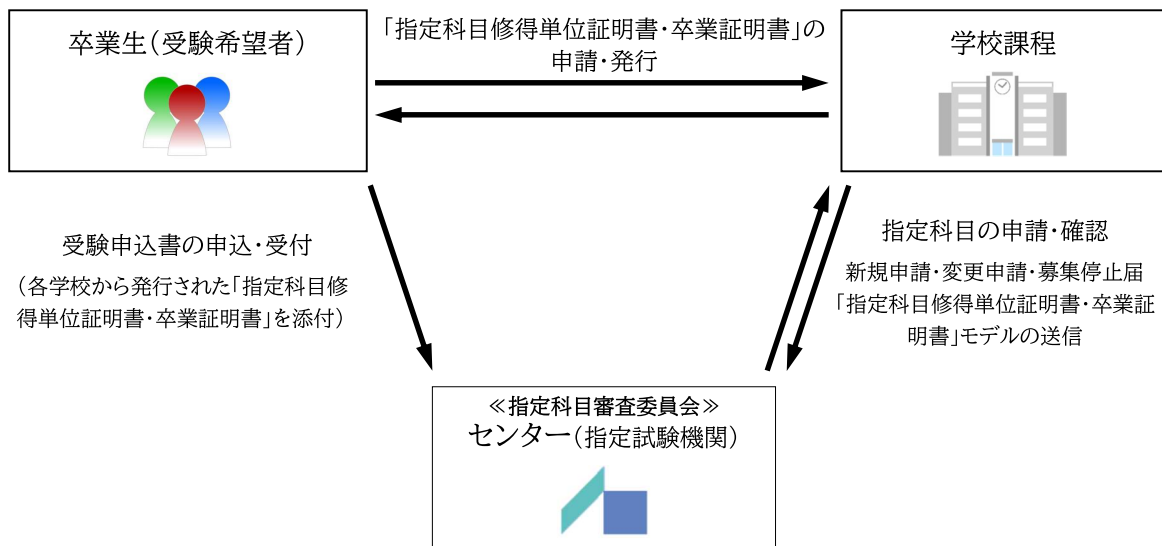 卒業生(受験希望者)
「指定科目修得単位証明書・卒業証明書」の
申請・発行
学校課程
受験申込書の申込・受付
(各学校から発行された「指定科目修
得単位証明書・卒業証明書」を添付)
指定科目の申請・確認
新規申請・変更申請・募集停止届
「指定科目修得単位証明書・卒業証
明書」モデルの送信
≪指定科目審査委員会≫
センター(指定試験機関)